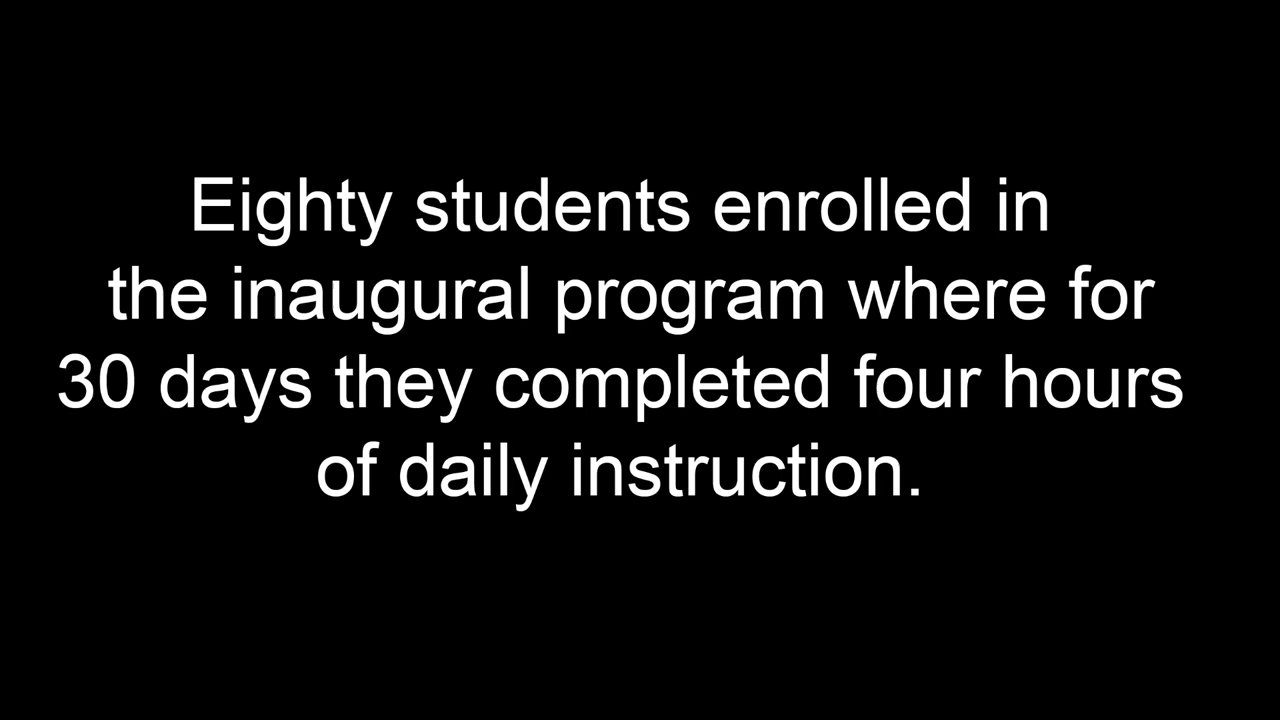 Eighty students enrolled in
the inaugural program where for
30 days they completed four hours
of daily instruction.